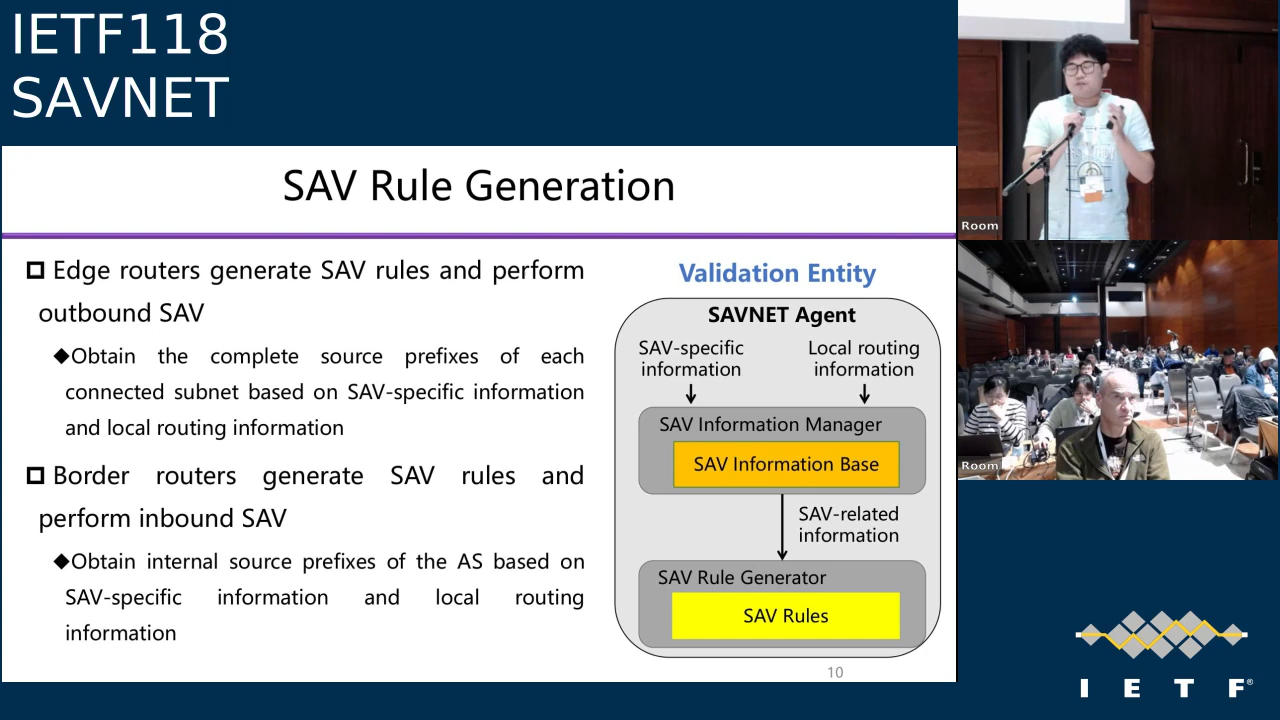 IETF118
SAVNET
SAV Rule Generation
Edge routers generate SAV rules and perform
outbound SAV
◆Obtain the complete source prefixes of each
connected subnet based on SAV-specific information
and local routing information
Border routers generate SAV rules and
perform inbound SAV
◆Obtain internal source prefixes of the AS based on
SAV-specific information and local routing
information
Validation Entity
SAVNET Agent
SAV-specific
information
Local routing
information
SAV Information Manager
SAV Information Base
SAV-related
information
SAV Rule Generator
SAV Rules
10
Room
Room
I E T F®